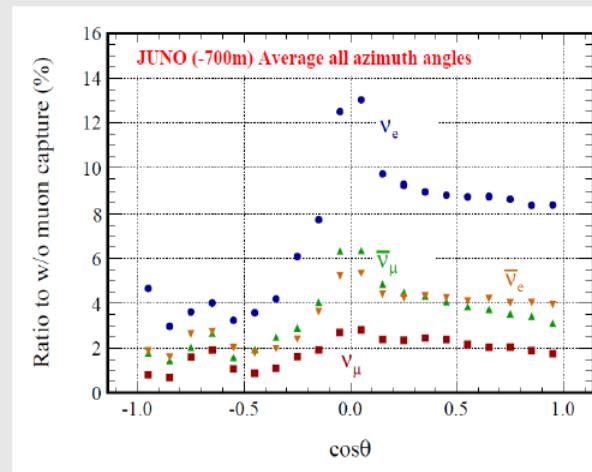 JUNO (-700m) Average all azimuth angles
Ratio to w/o muon capture (%)
16
14
12
10
8
6
4
2
0
νₑ
ν̅μ
ν̅ₑ
νμ
-1.0
-0.5
0.0
0.5
1.0
cosθ